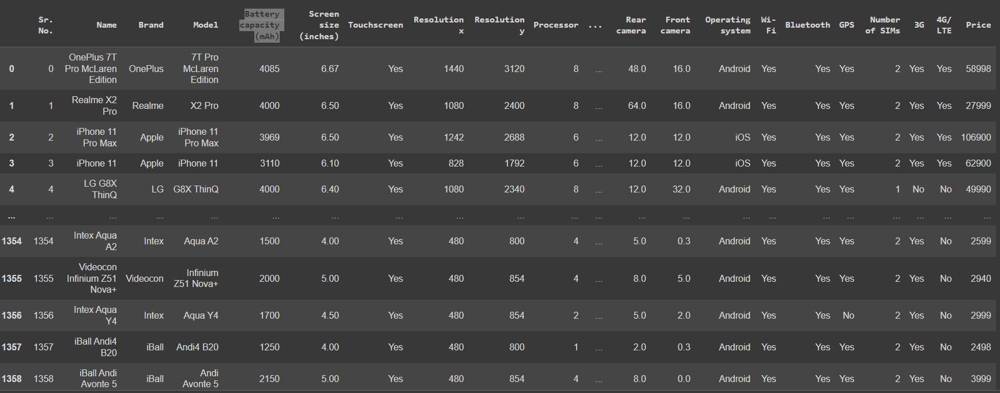 Sr. No. Name Brand Model Battery capacity (mAh) Screen size (inches) Touchscreen Resolution x Resolution y Processor ... Rear camera Front camera Operating system Wi-Fi Bluetooth GPS Number of SIMs 3G 4G/ LTE Price
0 0 OnePlus 7T Pro McLaren Edition OnePlus 7T Pro McLaren Edition 4085 6.67 Yes 1440 3120 8 ... 48.0 16.0 Android Yes Yes Yes 2 Yes Yes 58998
1 1 Realme X2 Pro Realme X2 Pro 4000 6.50 Yes 1080 2400 8 ... 64.0 16.0 Android Yes Yes Yes 2 Yes Yes 27999
2 2 iPhone 11 Pro Max Apple iPhone 11 Pro Max 3969 6.50 Yes 1242 2688 6 ... 12.0 12.0 iOS Yes Yes Yes 2 Yes Yes 106900
3 3 iPhone 11 Apple iPhone 11 3110 6.10 Yes 828 1792 6 ... 12.0 12.0 iOS Yes Yes Yes 2 Yes Yes 62900
4 4 LG G8X ThinQ LG G8X ThinQ 4000 6.40 Yes 1080 2340 8 ... 12.0 32.0 Android Yes Yes Yes 1 No No 49990
... ... ... ... ... ... ... ... ... ... ... ... ... ... ... ... ... ... ... ... ... ...
1354 1354 Intex Aqua A2 Intex Aqua A2 1500 4.00 Yes 480 800 4 ... 5.0 0.3 Android Yes Yes Yes 2 Yes No 2599
1355 1355 Videocon Infinium Z51 Nova+ Videocon Infinium Z51 Nova+ 2000 5.00 Yes 480 854 4 ... 8.0 5.0 Android Yes Yes Yes 2 Yes No 2940
1356 1356 Intex Aqua Y4 Intex Aqua Y4 1700 4.50 Yes 480 854 2 ... 5.0 2.0 Android Yes Yes No 2 Yes No 2999
1357 1357 iBall Andi4 B20 iBall Andi4 B20 1250 4.00 Yes 480 800 1 ... 2.0 0.3 Android Yes Yes Yes 2 Yes No 2498
1358 1358 iBall Andi Avonte 5 iBall Andi Avonte 5 2150 5.00 Yes 480 854 4 ... 8.0 0.0 Android Yes Yes Yes 2 Yes No 3999